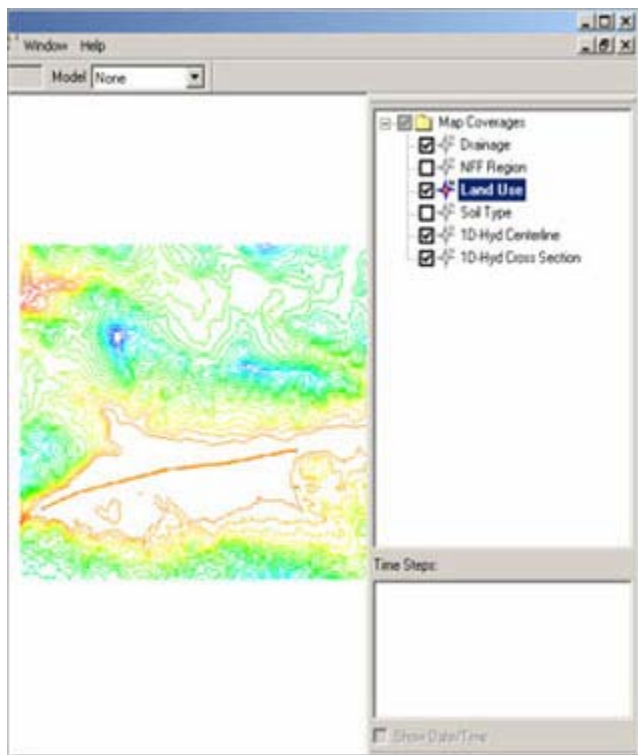 Window Help
Model None
Map Coverages
Drainage
NFF Region
Land Use
Soil Type
1D-Hyd Centerline
1D-Hyd Cross Section
Time Steps:
Show Date/Time